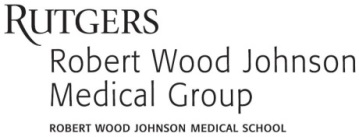 RUTGERS
Robert Wood Johnson
Medical Group
ROBERT WOOD JOHNSON MEDICAL SCHOOL